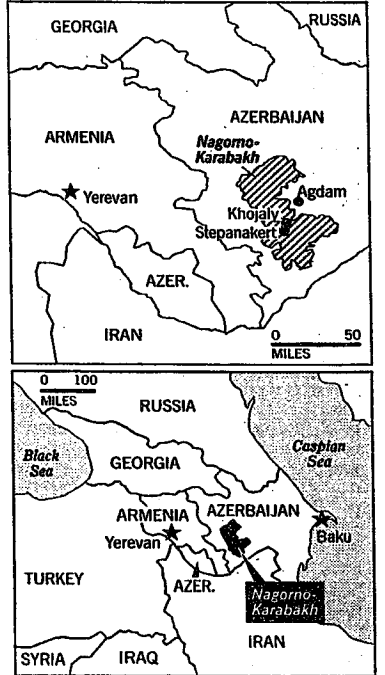 GEORGIA
RUSSIA
AZERBAIJAN
ARMENIA
Nagorno-
Karabakh
Agdam
Yerevan
Khojaly
Stepanakert
AZER.
IRAN
0 50
MILES
0 100
MILES
RUSSIA
Black
Sea
Caspian
Sea
GEORGIA
ARMENIA
AZERBAIJAN
Yerevan
Baku
TURKEY
AZER.
Nagorno-
Karabakh
IRAN
SYRIA
IRAQ